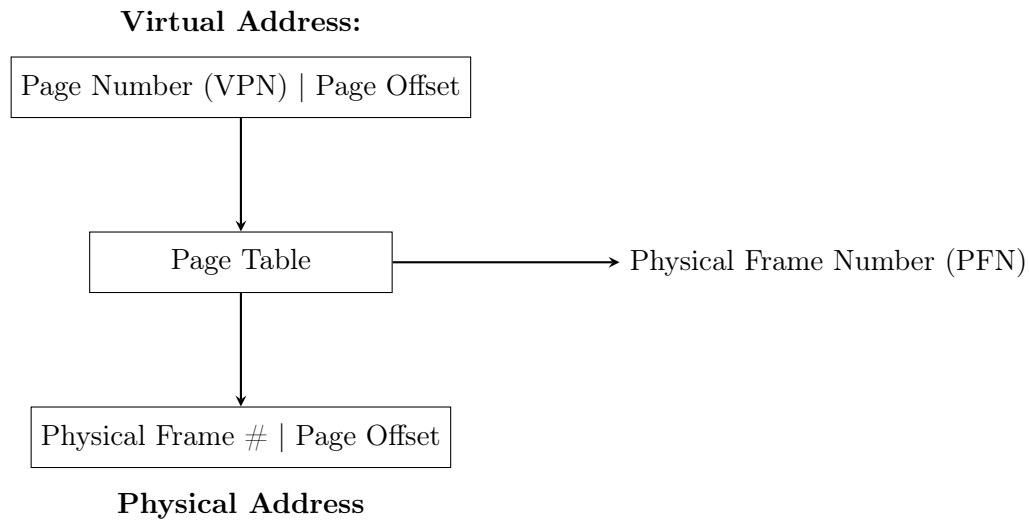 Virtual Address:
Page Number (VPN) | Page Offset
Page Table
Physical Frame Number (PFN)
Physical Frame # | Page Offset
Physical Address